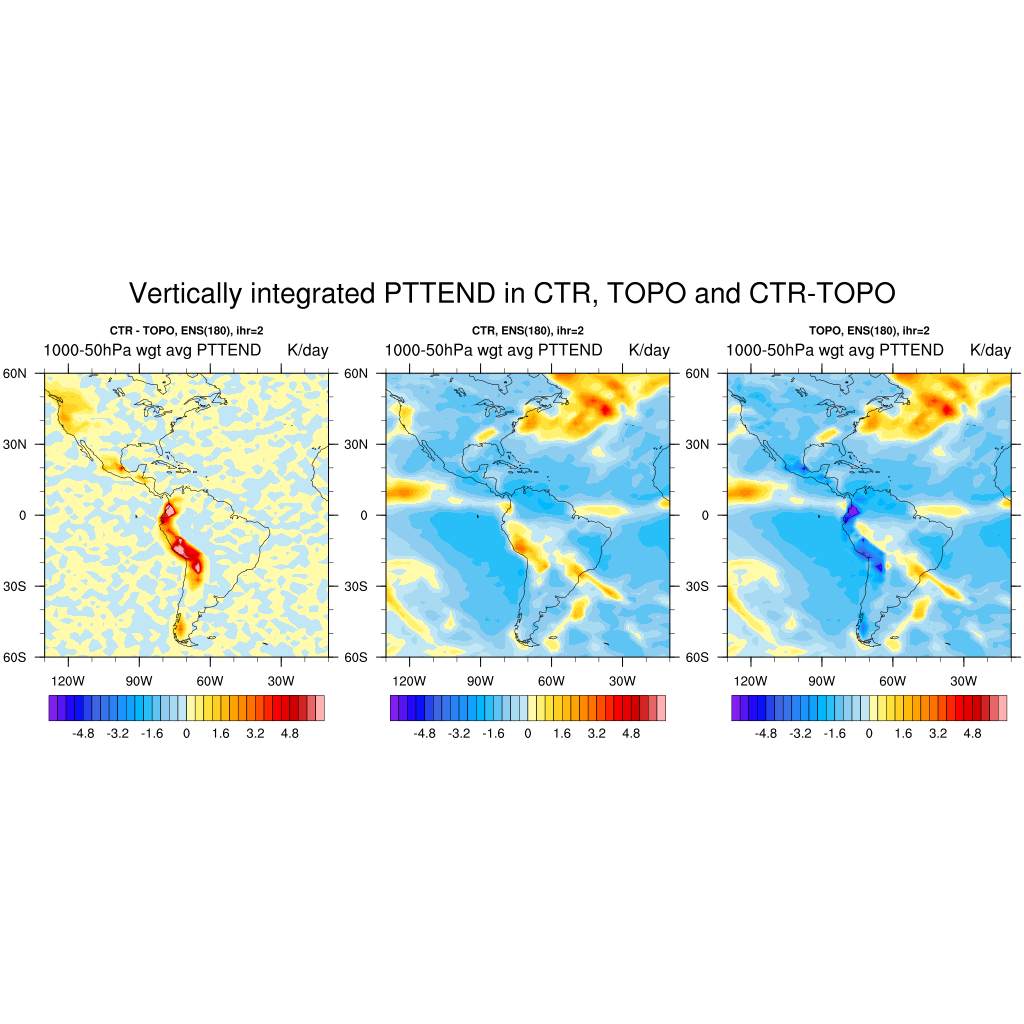 Vertically integrated PTTEND in CTR, TOPO and CTR-TOPO
CTR - TOPO, ENS(180), ihr=2
1000-50hPa wgt avg PTTEND K/day
60N
30N
0
30S
60S
120W 90W 60W 30W
-4.8 -3.2 -1.6 0 1.6 3.2 4.8
CTR, ENS(180), ihr=2
1000-50hPa wgt avg PTTEND K/day
60N
30N
0
30S
60S
120W 90W 60W 30W
-4.8 -3.2 -1.6 0 1.6 3.2 4.8
TOPO, ENS(180), ihr=2
1000-50hPa wgt avg PTTEND K/day
60N
30N
0
30S
60S
120W 90W 60W 30W
-4.8 -3.2 -1.6 0 1.6 3.2 4.8